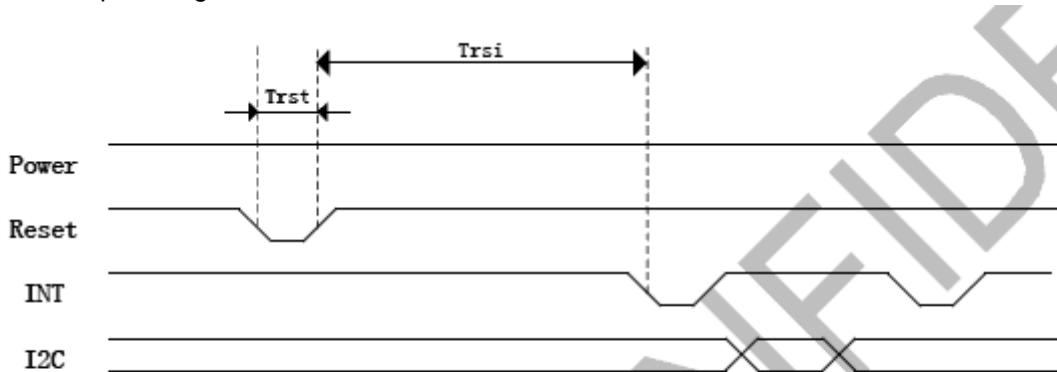 Trsi
Trst
Power
Reset
INT
I2C